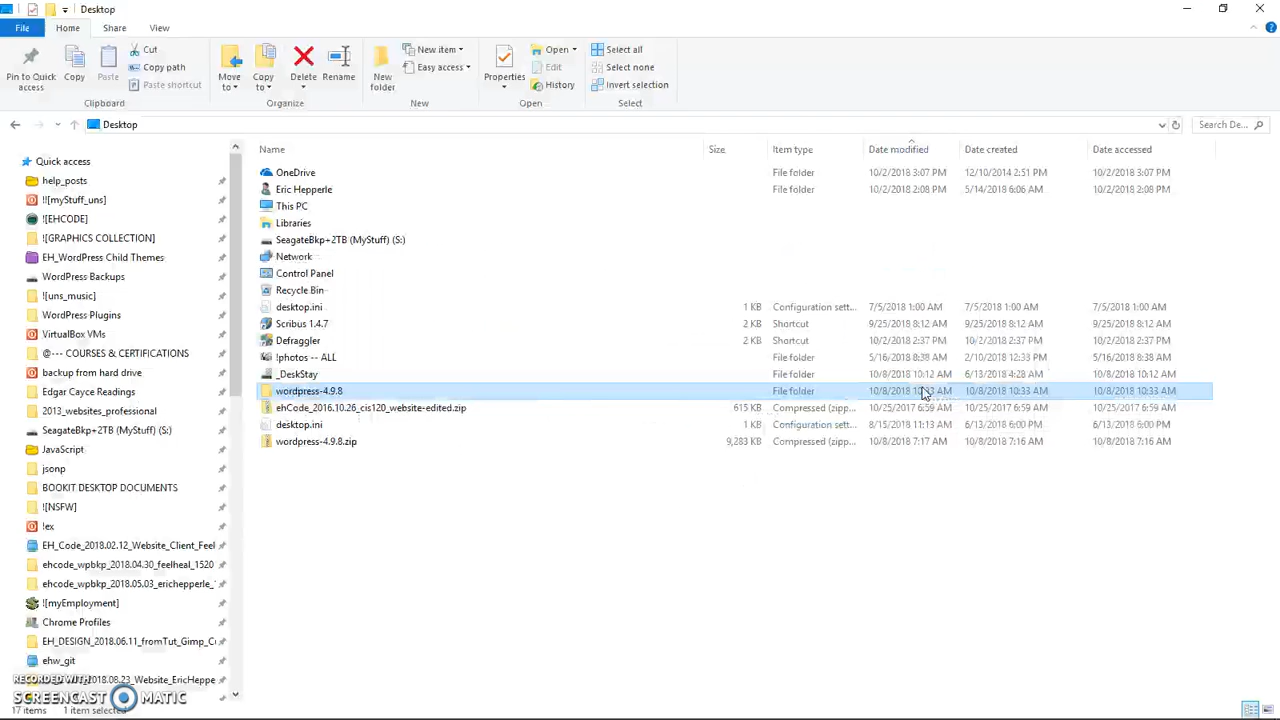 Desktop
File Home Share View
Pin to Quick access
Copy
Paste
Cut
Copy path
Paste shortcut
Clipboard
Move to
Copy to
Delete
Rename
Organize
New folder
New item
Easy access
New
Properties
Open
Edit
History
Open
Select all
Select none
Invert selection
Select
Desktop
Search De...
Name Size Item type Date modified Date created Date accessed
OneDrive File folder 10/2/2018 3:07 PM 12/10/2014 2:51 PM 10/2/2018 3:07 PM
Eric Hepperle File folder 10/2/2018 2:08 PM 5/14/2018 6:06 AM 10/2/2018 2:08 PM
This PC
Libraries
SeagateBkp+2TB (MyStuff) (S:)
Network
Control Panel
Recycle Bin
desktop.ini 1 KB Configuration sett... 7/5/2018 1:00 AM 7/5/2018 1:00 AM 7/5/2018 1:00 AM
Scribus 1.4.7 2 KB Shortcut 9/25/2018 8:12 AM 9/25/2018 8:12 AM 9/25/2018 8:12 AM
Defraggler 2 KB Shortcut 10/2/2018 2:37 PM 10/2/2018 2:37 PM 10/2/2018 2:37 PM
!photos -- ALL File folder 5/16/2018 8:38 AM 2/10/2018 12:33 PM 5/16/2018 8:38 AM
_DeskStay File folder 10/8/2018 10:12 AM 6/13/2018 4:28 AM 10/8/2018 10:12 AM
wordpress-4.9.8 File folder 10/8/2018 10:33 AM 10/8/2018 10:33 AM 10/8/2018 10:33 AM
ehCode_2016.10.26_cis120_website-edited.zip 615 KB Compressed (zipp... 10/25/2017 6:59 AM 10/25/2017 6:59 AM 10/25/2017 6:59 AM
desktop.ini 1 KB Configuration sett... 8/15/2018 11:13 AM 6/13/2018 6:00 PM 6/13/2018 6:00 PM
wordpress-4.9.8.zip 9,283 KB Compressed (zipp... 10/8/2018 7:17 AM 10/8/2018 7:16 AM 10/8/2018 7:16 AM
Quick access
help_posts
!![myStuff_uns]
![EHCODE]
![GRAPHICS COLLECTION]
EH_WordPress Child Themes
WordPress Backups
![uns_music]
WordPress Plugins
VirtualBox VMs
@--- COURSES & CERTIFICATIONS
backup from hard drive
Edgar Cayce Readings
2013_websites_professional
SeagateBkp+2TB (MyStuff) (S:)
JavaScript
jsonp
BOOKIT DESKTOP DOCUMENTS
![NSFW]
!ex
EH_Code_2018.02.12_Website_Client_Feel
ehcode_wpbkp_2018.04.30_feelheal_1520
ehcode_wpbkp_2018.05.03_erichepperle_
![myEmployment]
Chrome Profiles
EH_DESIGN_2018.06.11_fromTut_Gimp_C
ehw_git
2018.08.23_Website_EricHeppe
RECORDED WITH
SCREENCAST MATIC
17 items 1 item selected